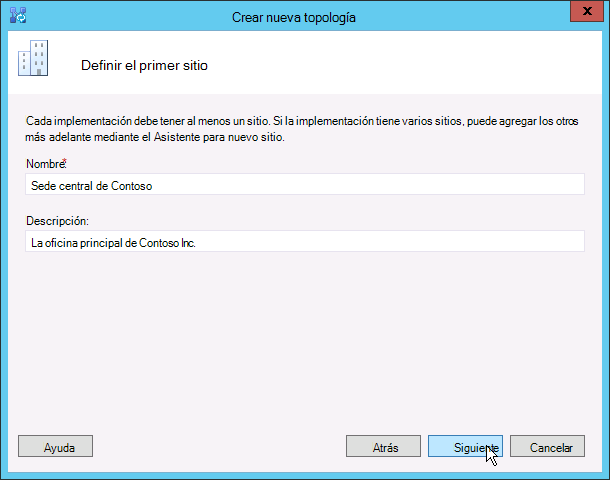 Crear nueva topología
x
Definir el primer sitio
Cada implementación debe tener al menos un sitio. Si la implementación tiene varios sitios, puede agregar los otros
más adelante mediante el Asistente para nuevo sitio.
Nombre:*
Sede central de Contoso
Descripción:
La oficina principal de Contoso Inc.
Ayuda
Atrás
Siguiente
Cancelar